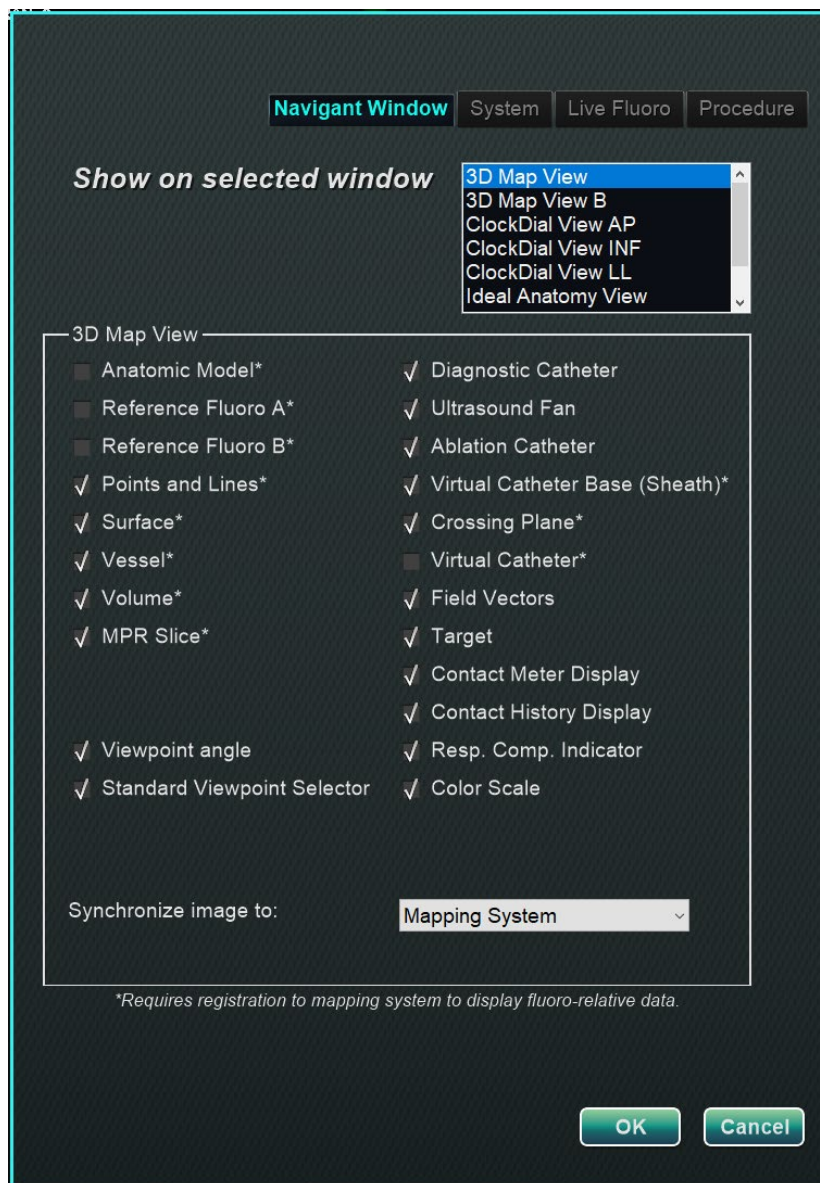 Navigant Window System Live Fluoro Procedure
Show on selected window
3D Map View
3D Map View B
ClockDial View AP
ClockDial View INF
ClockDial View LL
Ideal Anatomy View
3D Map View
Anatomic Model* Diagnostic Catheter
Reference Fluoro A* Ultrasound Fan
Reference Fluoro B* Ablation Catheter
Points and Lines* Virtual Catheter Base (Sheath)*
Surface* Crossing Plane*
Vessel* Virtual Catheter*
Volume* Field Vectors
MPR Slice* Target
Contact Meter Display
Contact History Display
Viewpoint angle Resp. Comp. Indicator
Standard Viewpoint Selector Color Scale
Synchronize image to: Mapping System
*Requires registration to mapping system to display fluoro-relative data.
OK Cancel